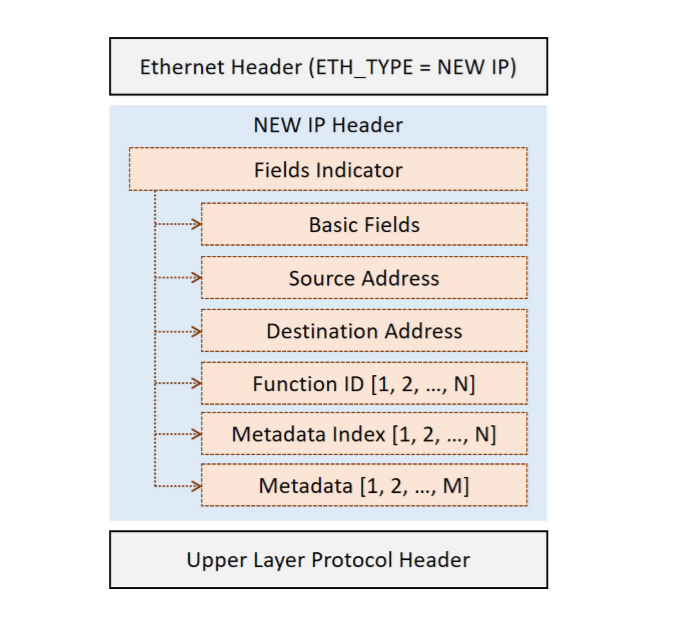 Ethernet Header (ETH_TYPE = NEW IP)
NEW IP Header
Fields Indicator
Basic Fields
Source Address
Destination Address
Function ID [1, 2, ..., N]
Metadata Index [1, 2, ..., N]
Metadata [1, 2, ..., M]
Upper Layer Protocol Header